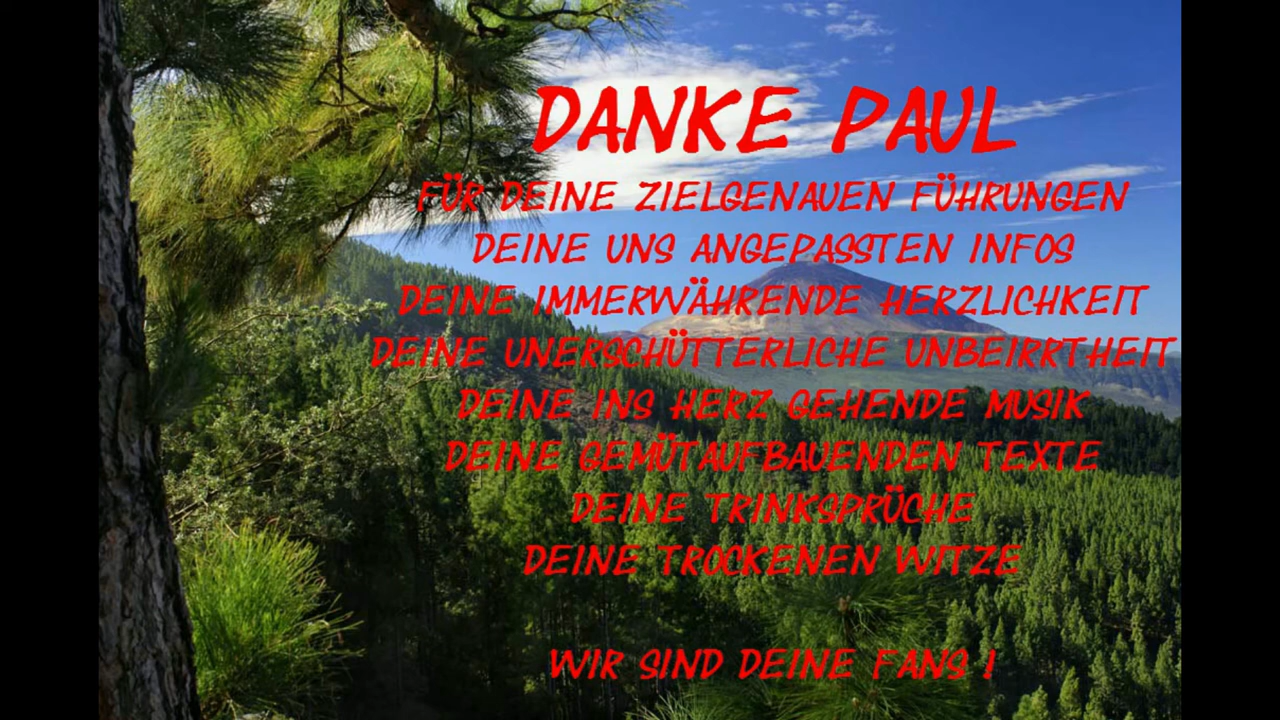 DANKE PAUL
FÜR DEINE ZIELGENAUEN FÜHRUNGEN
DEINE UNS ANGEPASSTEN INFOS
DEINE IMMERWÄHRENDE HERZLICHKEIT
DEINE UNERSCHÜTTERLICHE UNBEIRRTHEIT
DEINE INS HERZ GEHENDE MUSIK
DEINE GEMÜTAUFBAUENDEN TEXTE
DEINE TRINKSPRÜCHE
DEINE TROCKENEN WITZE
WIR SIND DEINE FANS !